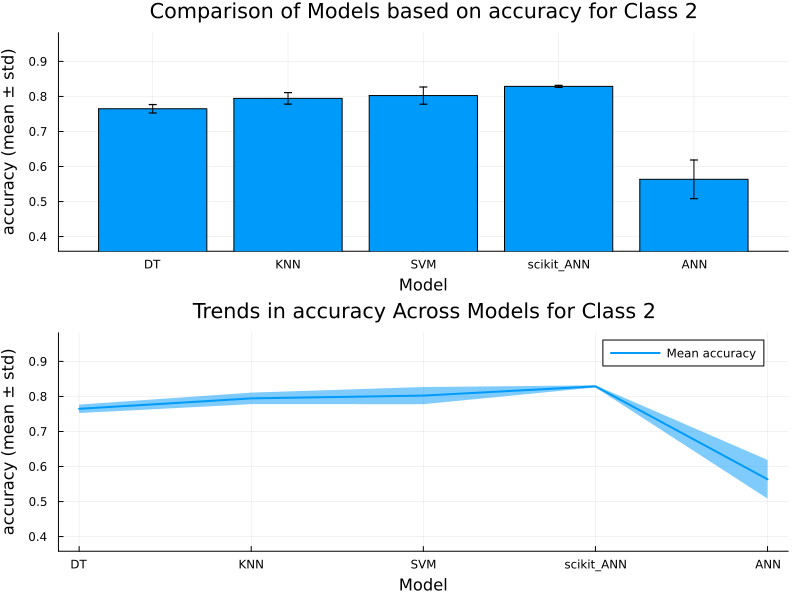 Comparison of Models based on accuracy for Class 2
accuracy (mean ± std)
0.9
0.8
0.7
0.6
0.5
0.4
DT KNN SVM scikit_ANN ANN
Model
Trends in accuracy Across Models for Class 2
accuracy (mean ± std)
Mean accuracy
0.9
0.8
0.7
0.6
0.5
0.4
DT KNN SVM scikit_ANN ANN
Model